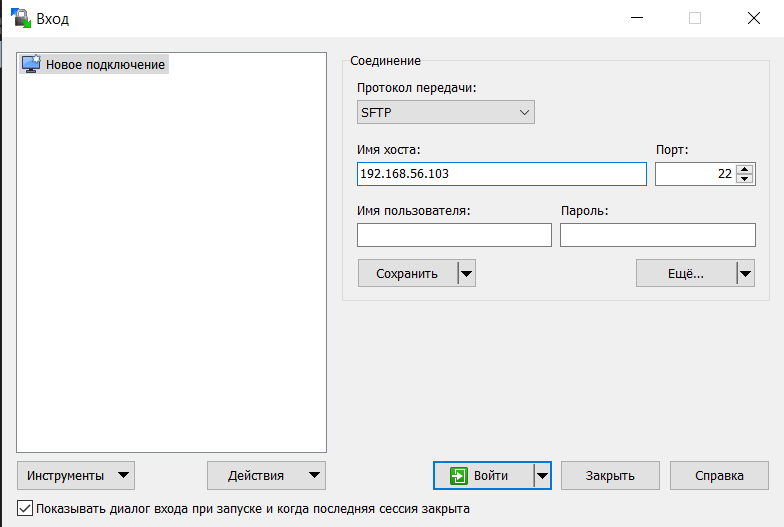 Вход
Новое подключение
Соединение
Протокол передачи:
SFTP
Имя хоста:
Порт:
192.168.56.103
22
Имя пользователя:
Пароль:
Сохранить
Ещё...
Инструменты
Действия
Войти
Закрыть
Справка
Показывать диалог входа при запуске и когда последняя сессия закрыта